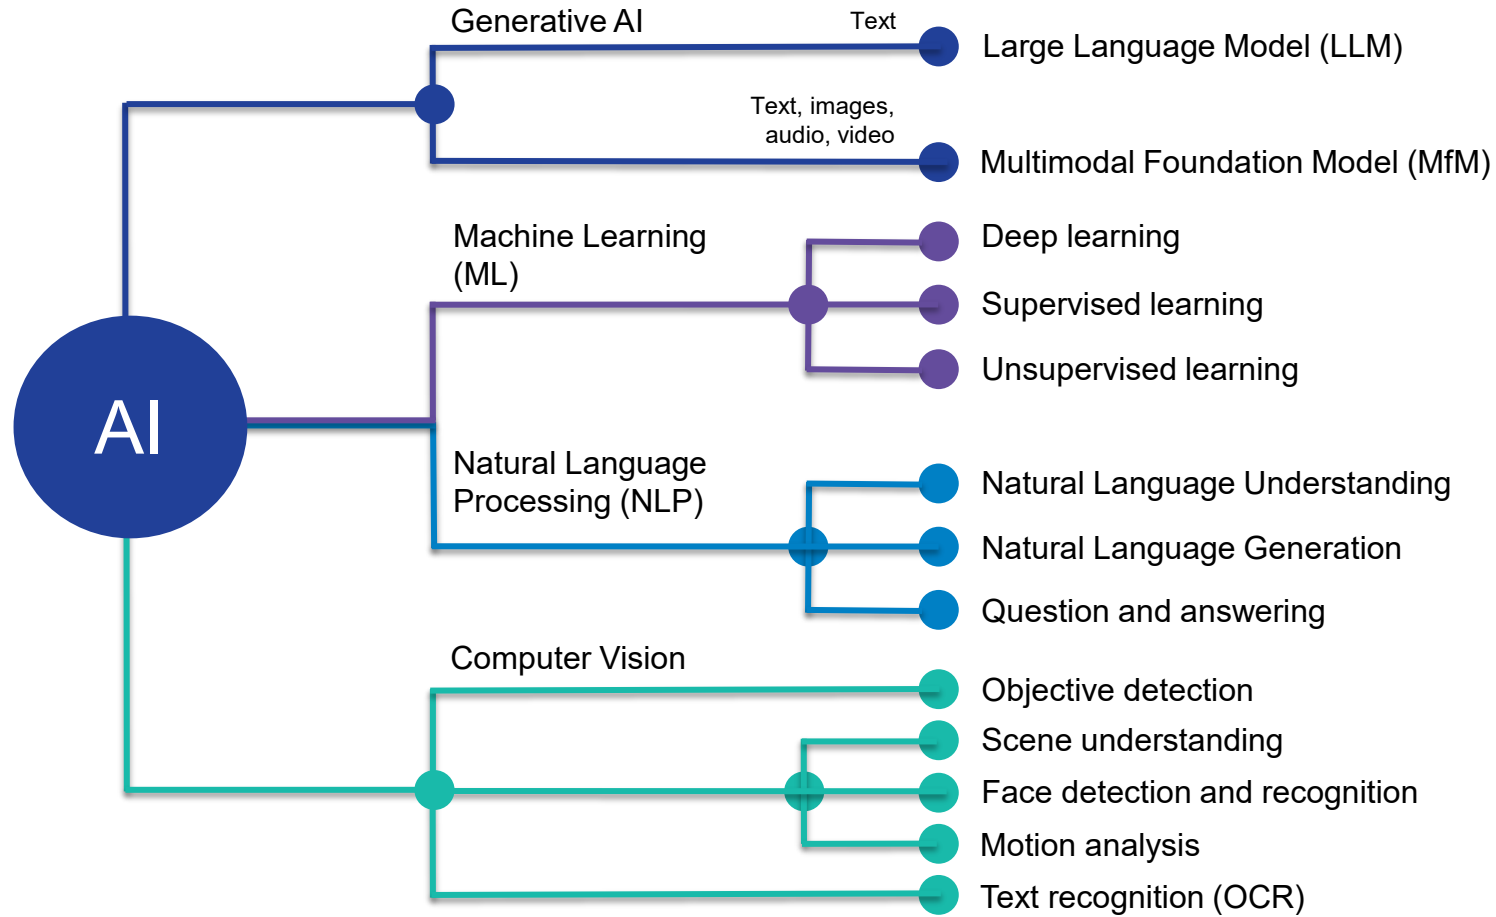 Generative AI
Text
Large Language Model (LLM)
Text, images,
audio, video
Multimodal Foundation Model (MfM)
Machine Learning
(ML)
Deep learning
Supervised learning
Unsupervised learning
AI
Natural Language
Processing (NLP)
Natural Language Understanding
Natural Language Generation
Question and answering
Computer Vision
Objective detection
Scene understanding
Face detection and recognition
Motion analysis
Text recognition (OCR)